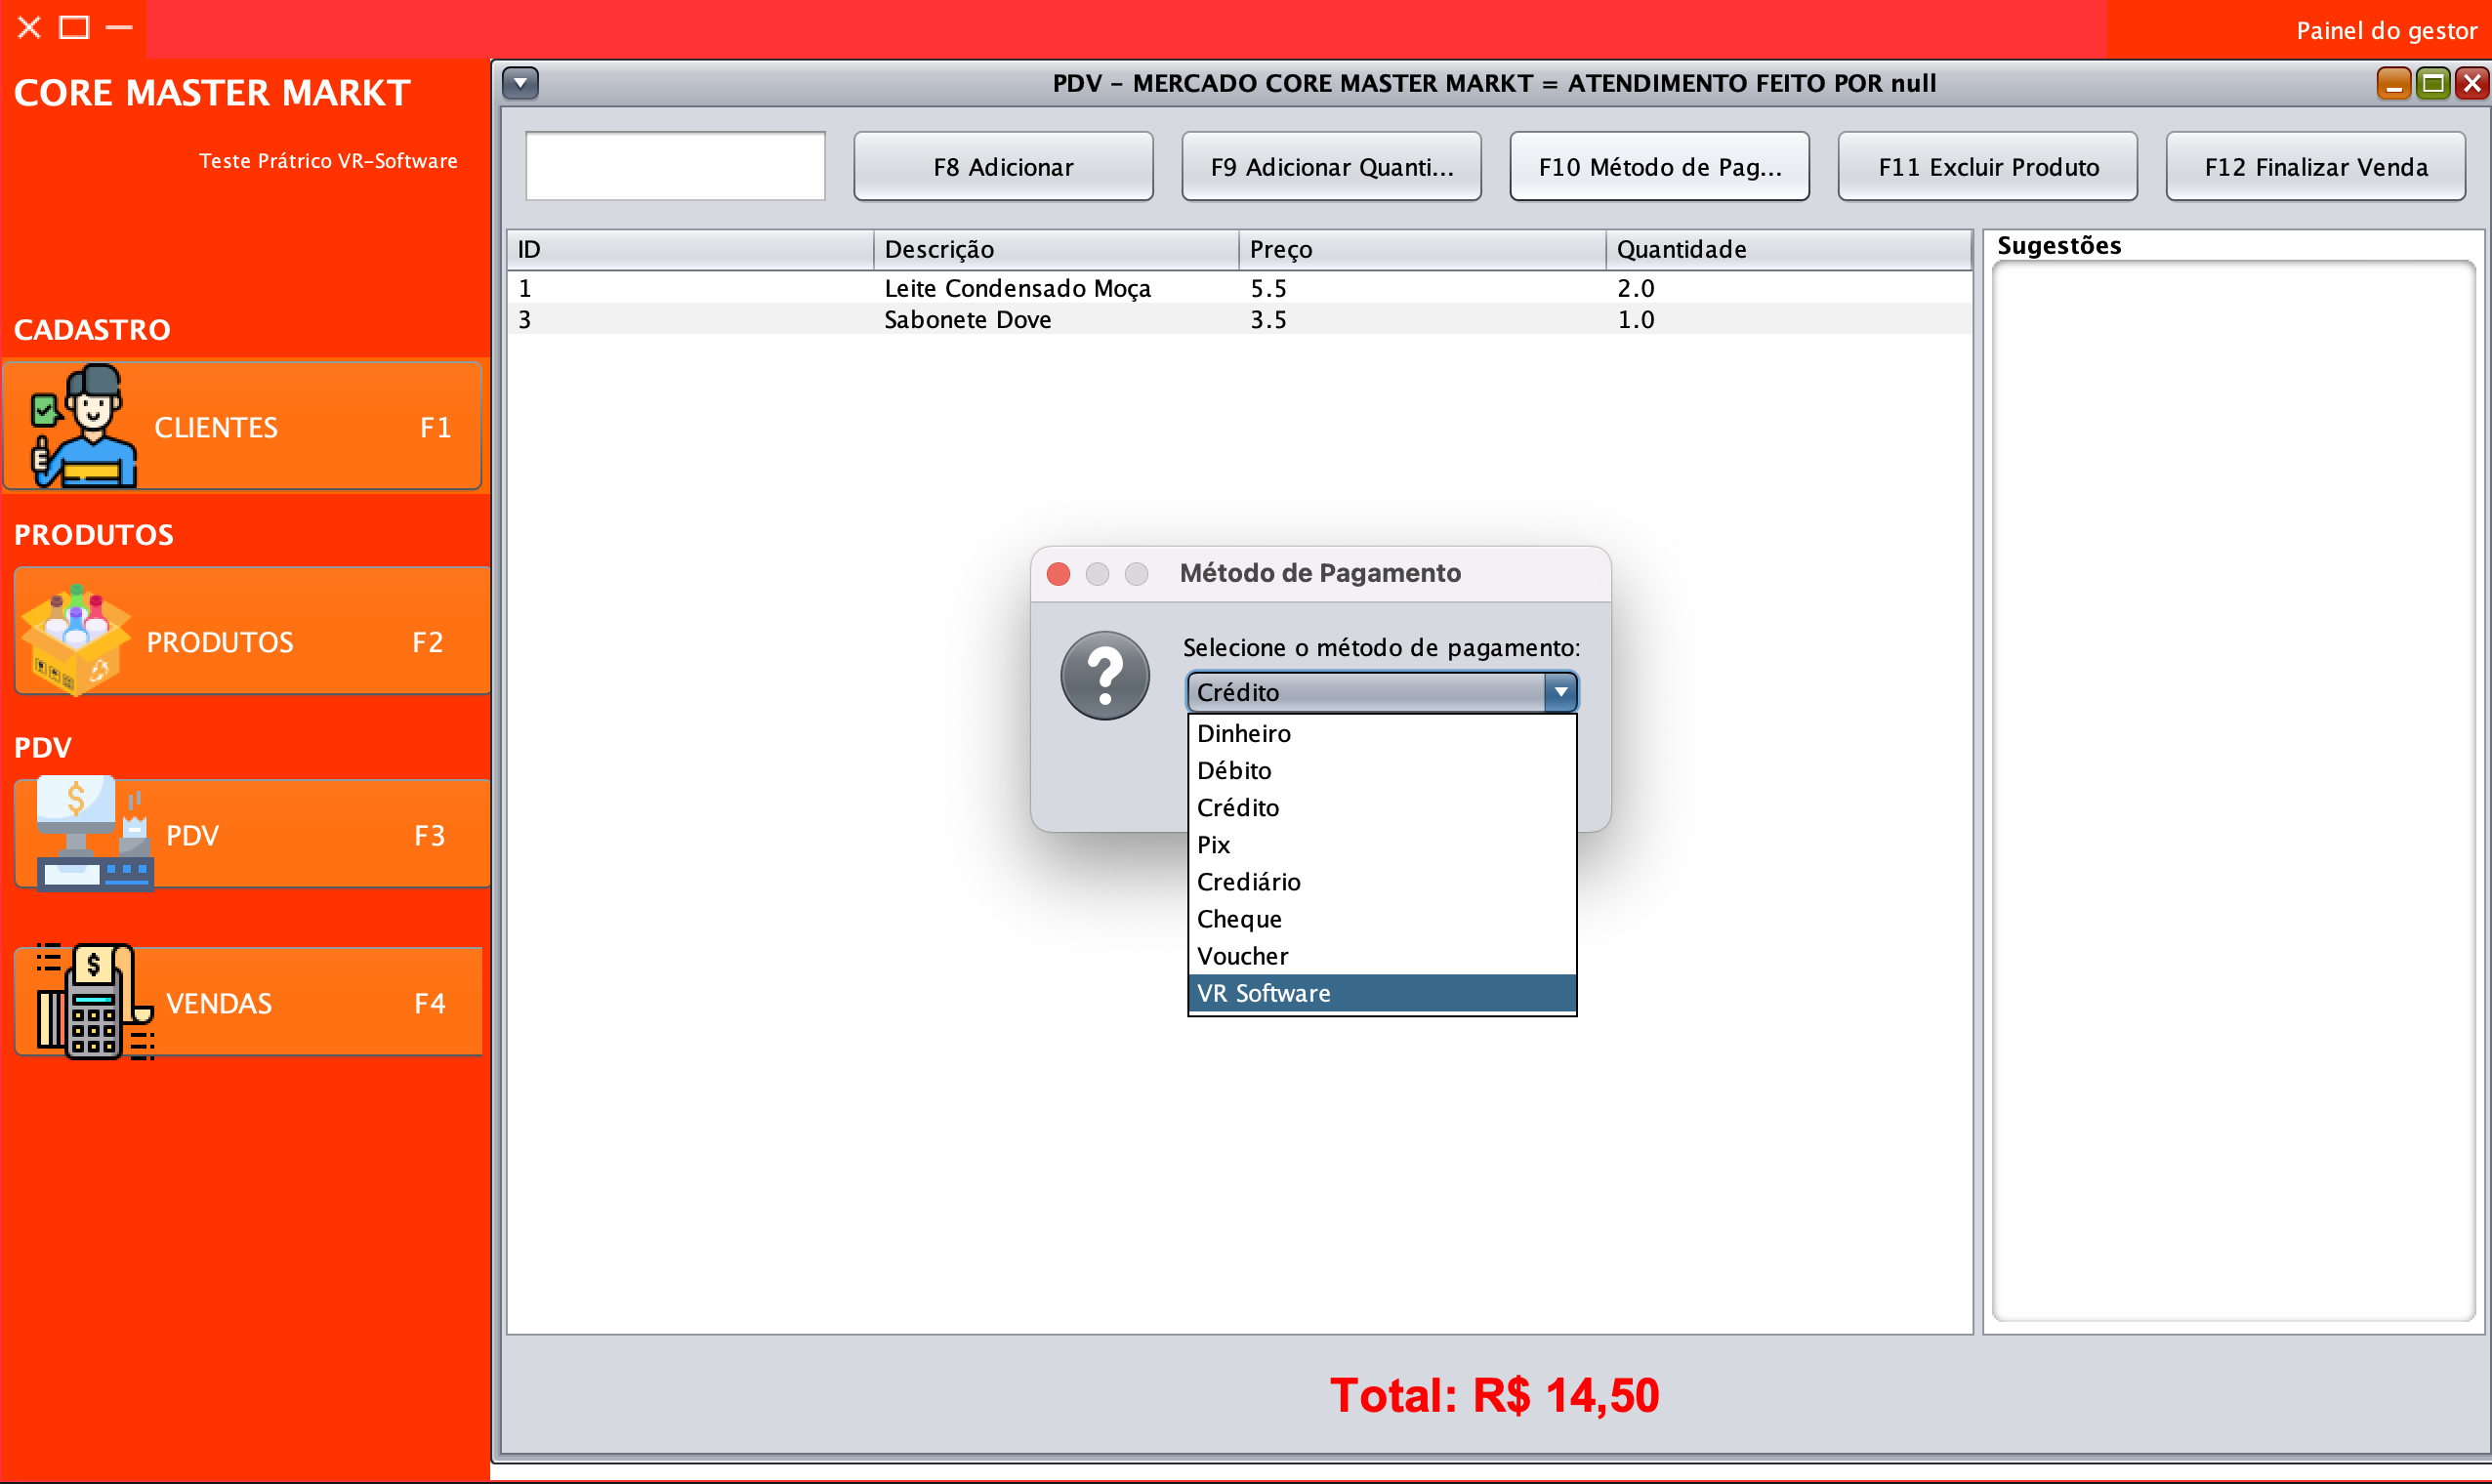 Painel do gestor
CORE MASTER MARKT
Teste Prátrico VR-Software
CADASTRO
CLIENTES F1
PRODUTOS
PRODUTOS F2
PDV
PDV F3
VENDAS F4
PDV - MERCADO CORE MASTER MARKT = ATENDIMENTO FEITO POR null
F8 Adicionar F9 Adicionar Quanti... F10 Método de Pag... F11 Excluir Produto F12 Finalizar Venda
ID Descrição Preço Quantidade
1 Leite Condensado Moça 5.5 2.0
3 Sabonete Dove 3.5 1.0
Sugestões
Método de Pagamento
Selecione o método de pagamento:
Crédito
Dinheiro
Débito
Crédito
Pix
Crediário
Cheque
Voucher
VR Software
Total: R$ 14,50